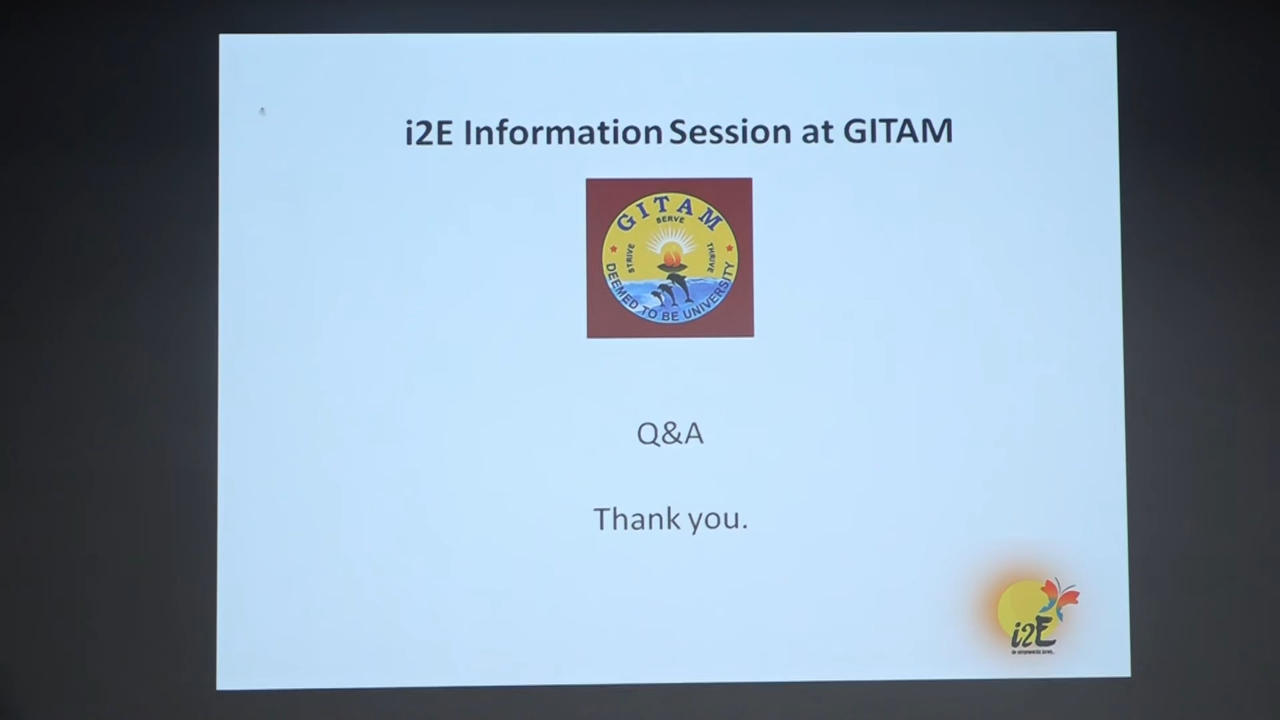 i2E Information Session at GITAM
GITAM
SERVE
STRIVE
THRIVE
DEEMED TO BE UNIVERSITY
Q&A
Thank you.
i2E